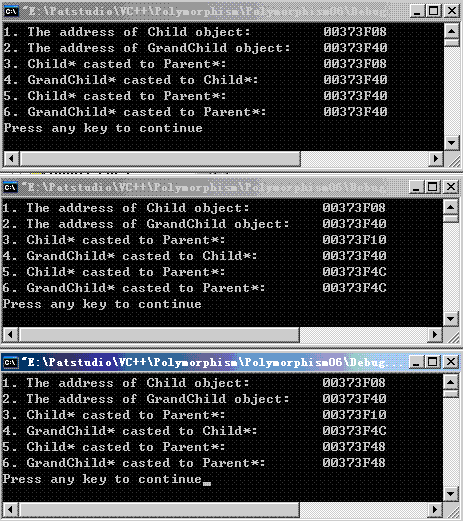 "E:\Patstudio\VC++\Polymorphism\Polymorphism06\Debug...
1. The address of Child object: 00373F08
2. The address of GrandChild object: 00373F40
3. Child* casted to Parent*: 00373F08
4. GrandChild* casted to Child*: 00373F40
5. Child* casted to Parent*: 00373F40
6. GrandChild* casted to Parent*: 00373F40
Press any key to continue
"E:\Patstudio\VC++\Polymorphism\Polymorphism06\Debug...
1. The address of Child object: 00373F08
2. The address of GrandChild object: 00373F40
3. Child* casted to Parent*: 00373F10
4. GrandChild* casted to Child*: 00373F40
5. Child* casted to Parent*: 00373F4C
6. GrandChild* casted to Parent*: 00373F4C
Press any key to continue
"E:\Patstudio\VC++\Polymorphism\Polymorphism06\Debug...
1. The address of Child object: 00373F08
2. The address of GrandChild object: 00373F40
3. Child* casted to Parent*: 00373F10
4. GrandChild* casted to Child*: 00373F4C
5. Child* casted to Parent*: 00373F48
6. GrandChild* casted to Parent*: 00373F48
Press any key to continue_